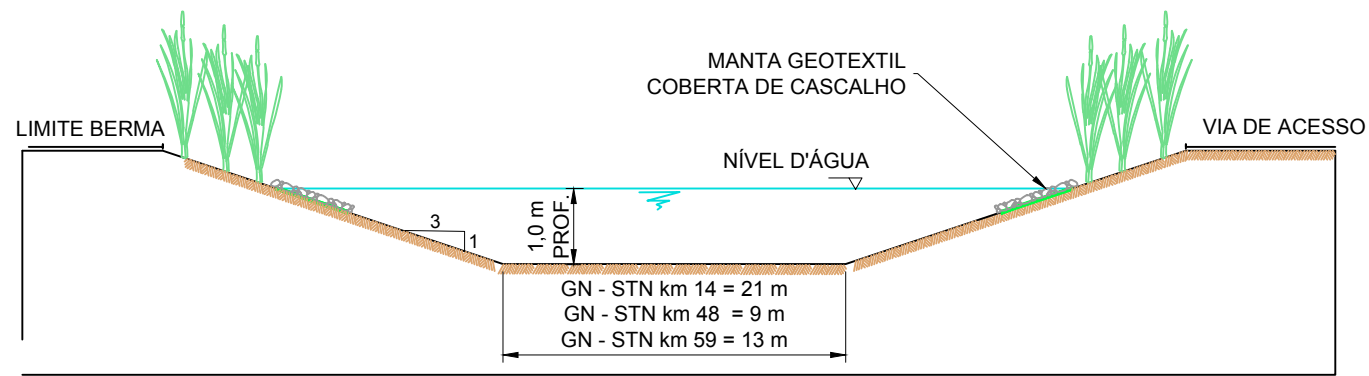 MANTA GEOTEXTIL
COBERTA DE CASCALHO
LIMITE BERMA
VIA DE ACESSO
NÍVEL D'ÁGUA
3
1
1,0 m
PROF.
GN - STN km 14 = 21 m
GN - STN km 48 = 9 m
GN - STN km 59 = 13 m